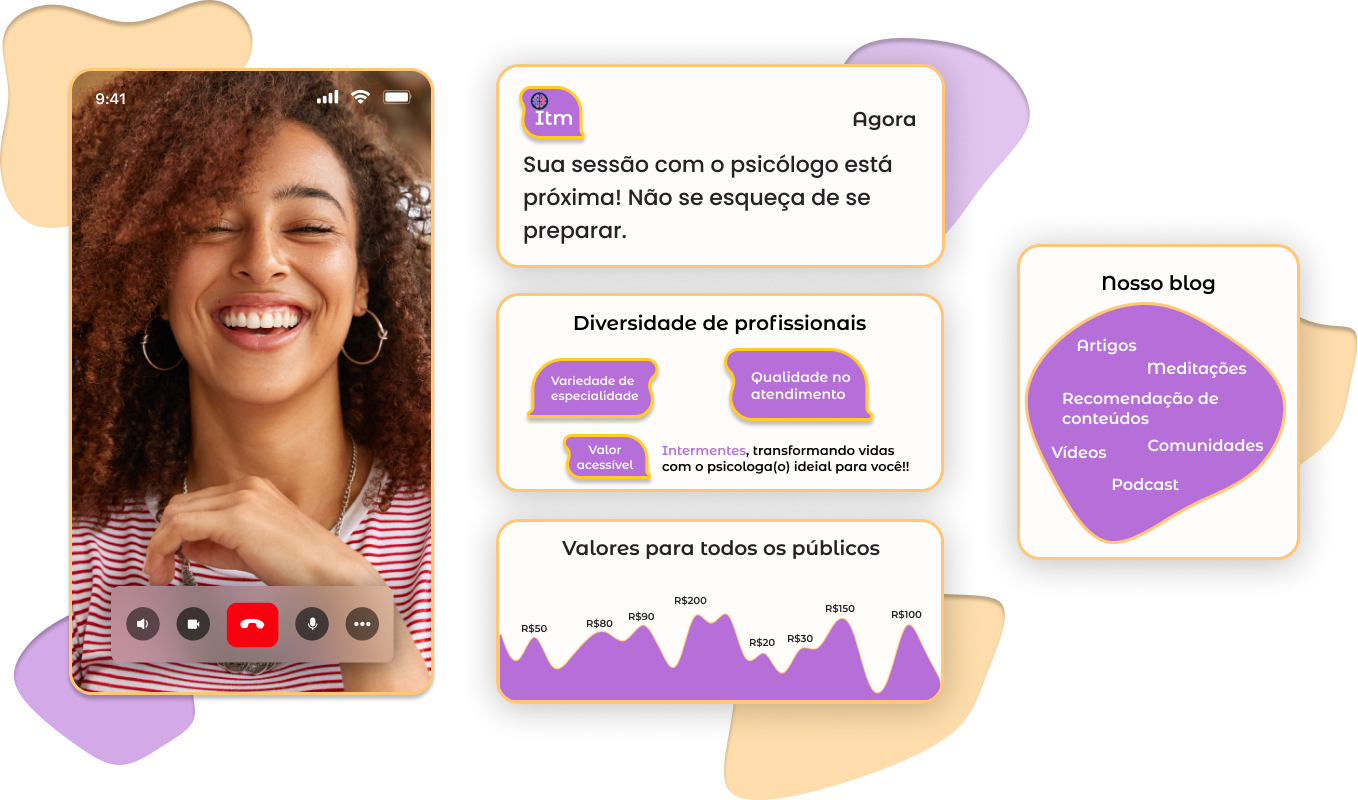 9:41
Itm
Agora
Sua sessão com o psicólogo está
próxima! Não se esqueça de se
preparar.
Diversidade de profissionais
Variedade de
especialidade
Qualidade no
atendimento
Valor
acessível
Intermentes, transformando vidas
com o psicologa(o) ideial para você!!
Valores para todos os públicos
R$50
R$80
R$90
R$200
R$20
R$30
R$150
R$100
Nosso blog
Artigos
Meditações
Recomendação de
conteúdos
Vídeos
Comunidades
Podcast